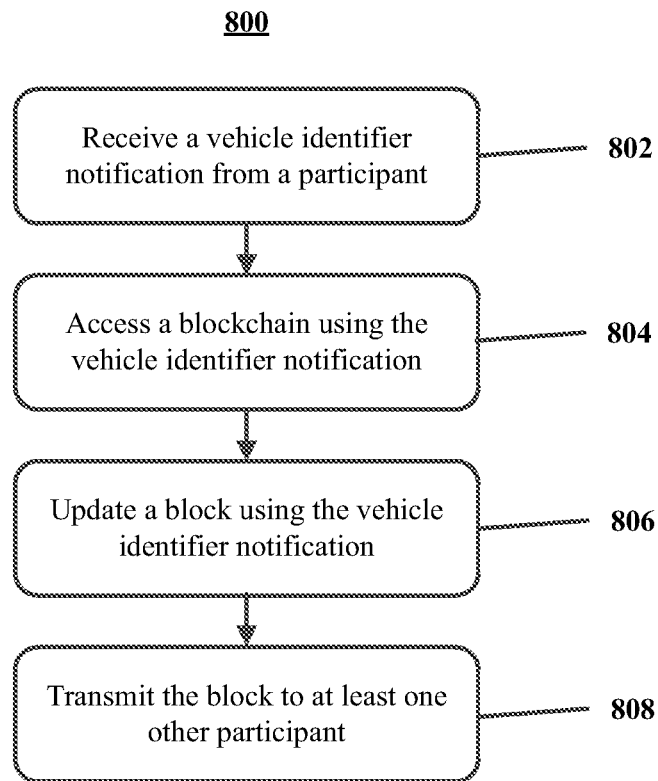 800
Receive a vehicle identifier
notification from a participant
802
Access a blockchain using the
vehicle identifier notification
804
Update a block using the vehicle
identifier notification
806
Transmit the block to at least one
other participant
808